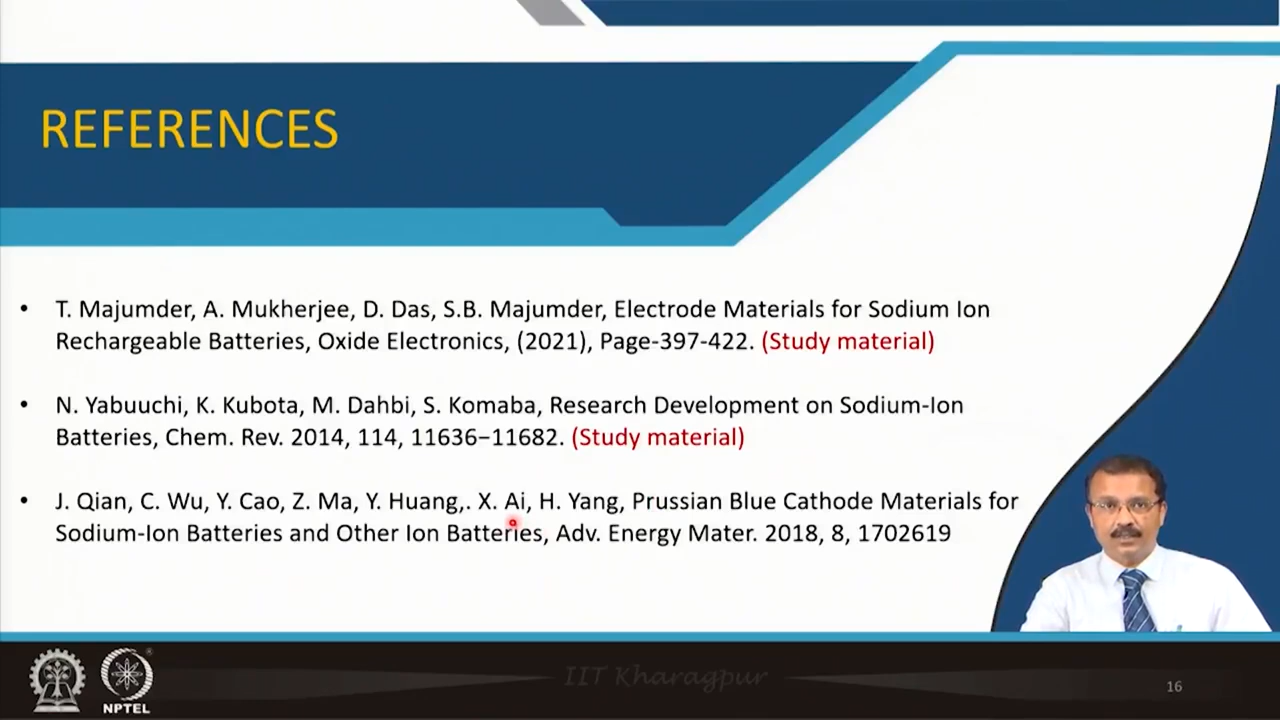 REFERENCES
• T. Majumder, A. Mukherjee, D. Das, S.B. Majumder, Electrode Materials for Sodium Ion
Rechargeable Batteries, Oxide Electronics, (2021), Page-397-422. (Study material)
• N. Yabuuchi, K. Kubota, M. Dahbi, S. Komaba, Research Development on Sodium-Ion
Batteries, Chem. Rev. 2014, 114, 11636−11682. (Study material)
• J. Qian, C. Wu, Y. Cao, Z. Ma, Y. Huang,. X. Ai, H. Yang, Prussian Blue Cathode Materials for
Sodium-Ion Batteries and Other Ion Batteries, Adv. Energy Mater. 2018, 8, 1702619
IIT Kharagpur
16
NPTEL